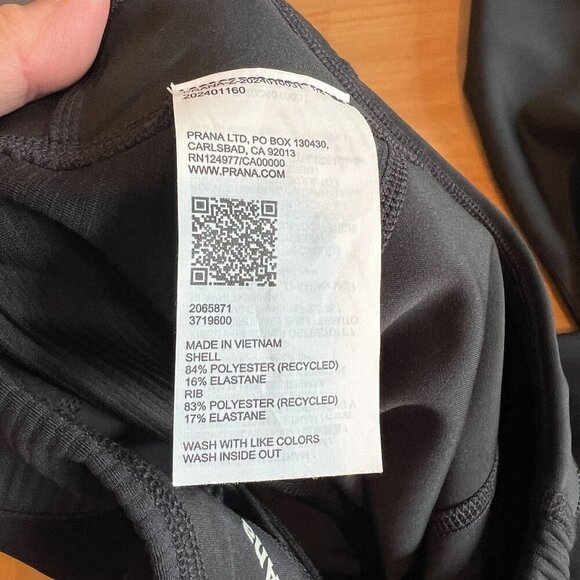 202401160
PRANA LTD, PO BOX 130430,
CARLSBAD, CA 92013
RN124977/CA00000
WWW.PRANA.COM
2065871
3719600
MADE IN VIETNAM
SHELL
84% POLYESTER (RECYCLED)
16% ELASTANE
RIB
83% POLYESTER (RECYCLED)
17% ELASTANE
WASH WITH LIKE COLORS
WASH INSIDE OUT